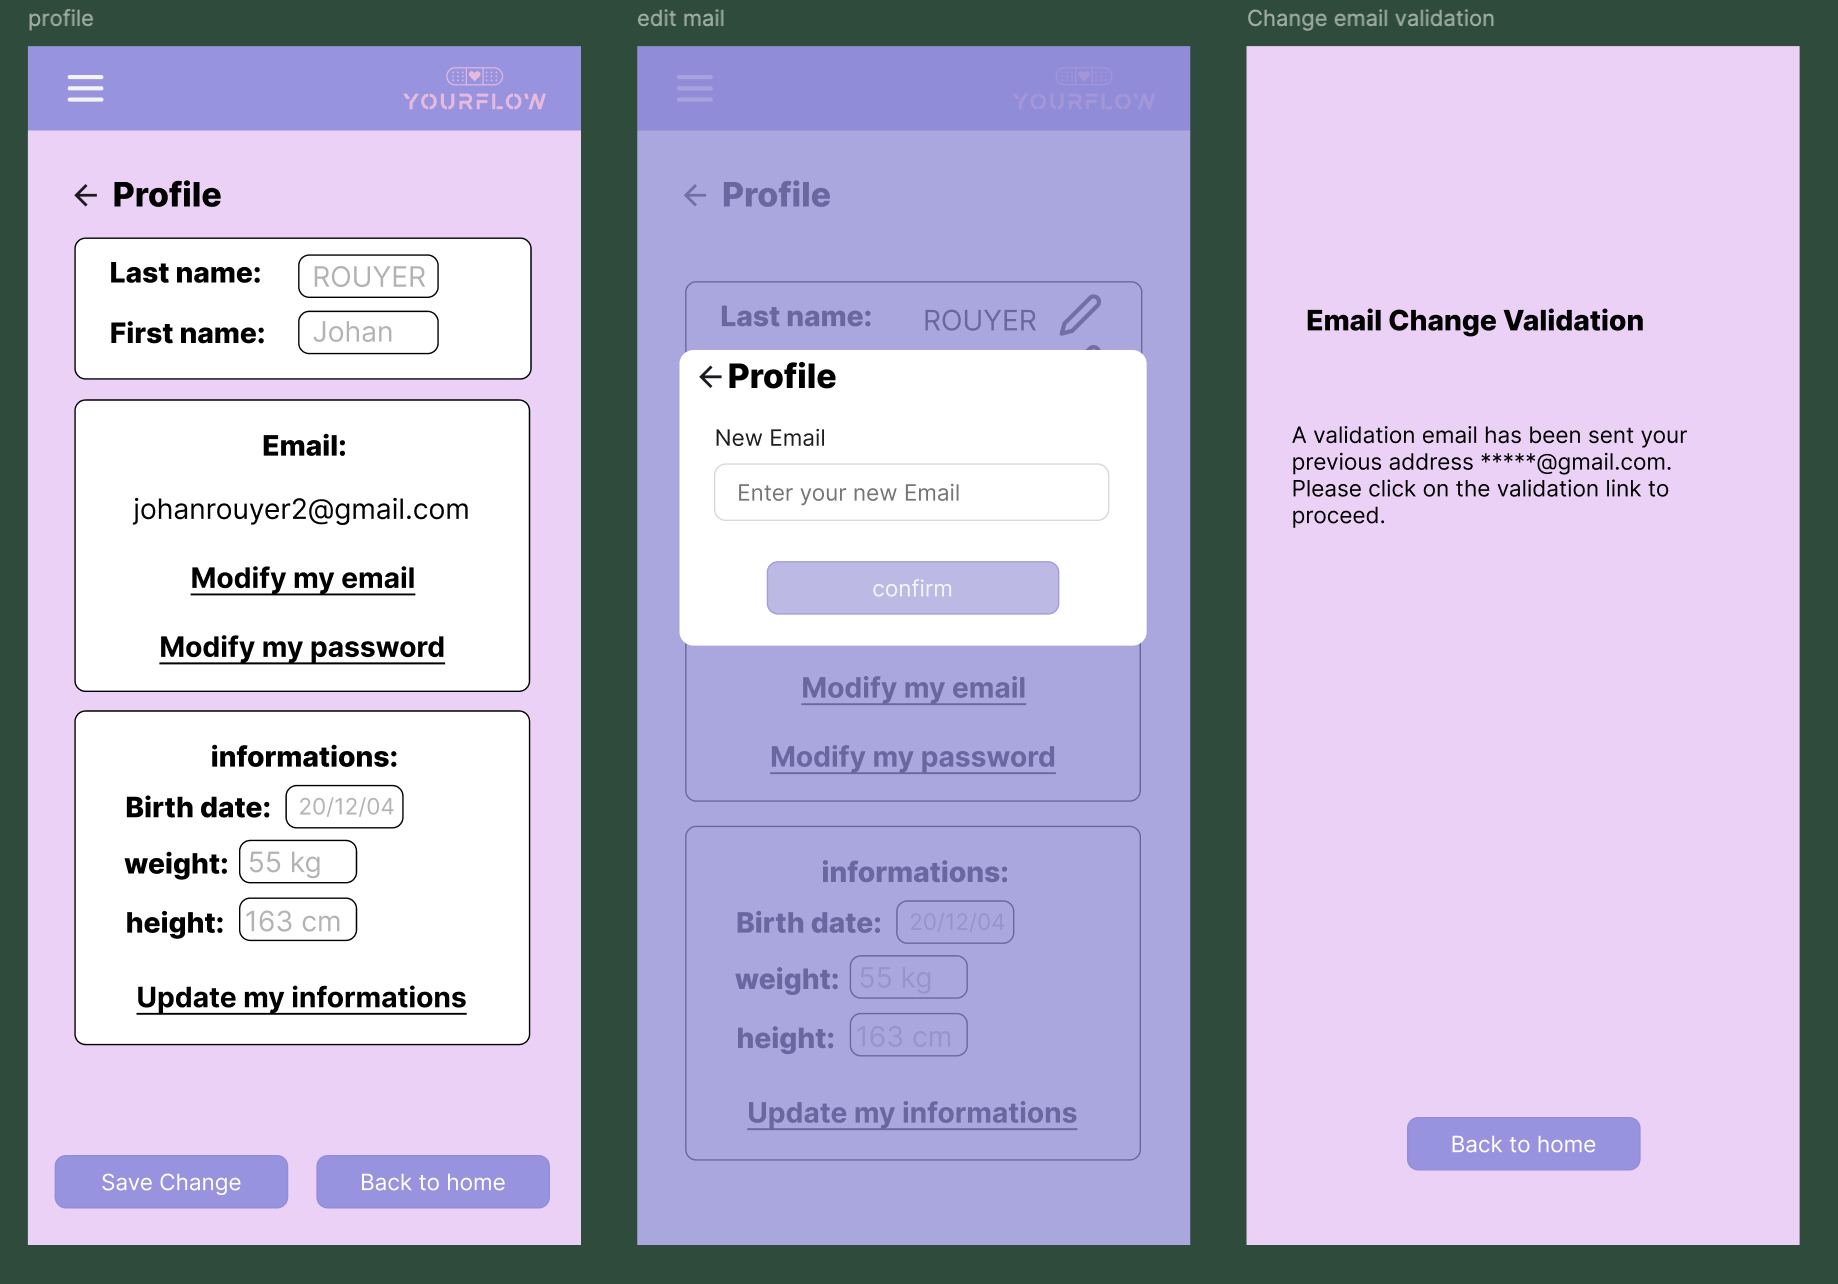 profile
YOURFLOW
Profile
Last name: ROUYER
First name: Johan
Email:
johanrouyer2@gmail.com
Modify my email
Modify my password
informations:
Birth date: 20/12/04
weight: 55 kg
height: 163 cm
Update my informations
Save Change
Back to home
edit mail
YOURFLOW
Profile
Last name: ROUYER
Profile
New Email
Enter your new Email
confirm
Modify my email
Modify my password
informations:
Birth date: 20/12/04
weight: 55 kg
height: 163 cm
Update my informations
Change email validation
Email Change Validation
A validation email has been sent your
previous address *****@gmail.com.
Please click on the validation link to
proceed.
Back to home